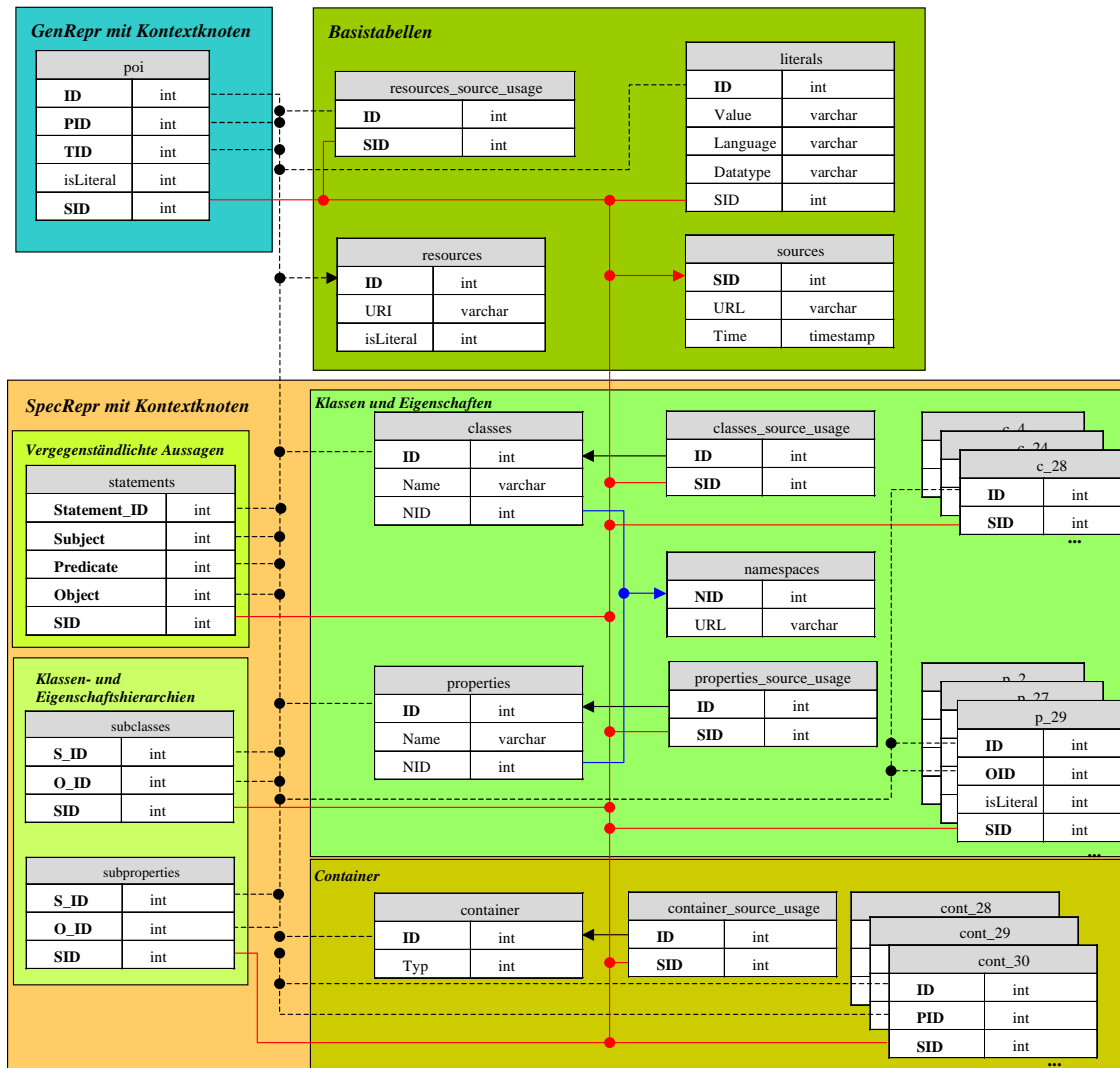 GenRepr mit Kontextknoten
poi
ID int
PID int
TID int
isLiteral int
SID int
Basistabellen
resources_source_usage
ID int
SID int
literals
ID int
Value varchar
Language varchar
Datatype varchar
SID int
resources
ID int
URI varchar
isLiteral int
sources
SID int
URL varchar
Time timestamp
SpecRepr mit Kontextknoten
Vergegenständlichte Aussagen
statements
Statement_ID int
Subject int
Predicate int
Object int
SID int
Klassen- und
Eigenschaftshierarchien
subclasses
S_ID int
O_ID int
SID int
subproperties
S_ID int
O_ID int
SID int
Klassen und Eigenschaften
classes
ID int
Name varchar
NID int
classes_source_usage
ID int
SID int
c_4
c_24
c_28
ID int
SID int
...
namespaces
NID int
URL varchar
properties
ID int
Name varchar
NID int
properties_source_usage
ID int
SID int
p_2
p_27
p_29
ID int
OID int
isLiteral int
SID int
...
Container
container
ID int
Typ int
container_source_usage
ID int
SID int
cont_28
cont_29
cont_30
ID int
PID int
SID int
...